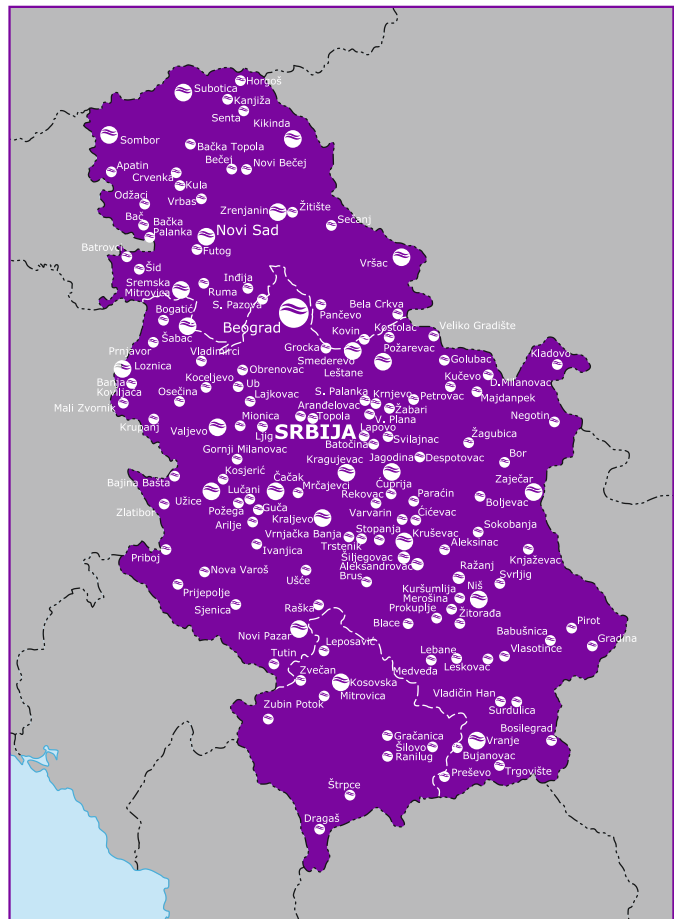 Horgoš
Subotica
Kanjiža
Senta
Kikinda
Sombor
Bačka Topola
Bečej
Novi Bečej
Apatin
Crvenka
Kula
Vrbas
Odžaci
Zrenjanin
Žitište
Sečanj
Bač
Bačka
Palanka
Novi Sad
Batrovci
Futog
Vršac
Šid
Sremska
Mitrovica
Ruma
Inđija
S. Pazova
Bela Crkva
Pančevo
Bogatić
Beograd
Kovin
Kostolac
Veliko Gradište
Šabac
Prnjavor
Grocka
Smederevo
Požarevac
Leštane
Golubac
Kladovo
Loznica
Vladimirci
Obrenovac
Banja
Koviljača
Koceljevo
Ub
Kučevo
D.Milanovac
Osečina
Lajkovac
S. Palanka
Krnjevo
Petrovac
Majdanpek
Mali Zvornik
Aranđelovac
Žabari
Krupanj
Mionica
Topola
V. Plana
Negotin
Valjevo
Ljig
SRBIJA
Lapovo
Batočina
Svilajnac
Žagubica
Gornji Milanovac
Despotovac
Bor
Kragujevac
Jagodina
Zaječar
Bajina Bašta
Kosjerić
Čačak
Mrčajevci
Ćuprija
Užice
Lučani
Rekovac
Paraćin
Boljevac
Zlatibor
Požega
Guča
Varvarin
Ćićevac
Arilje
Kraljevo
Vrnjačka Banja
Stopanja
Kruševac
Sokobanja
Trstenik
Aleksinac
Priboj
Ivanjica
Šiljegovac
Knjaževac
Aleksandrovac
Nova Varoš
Ušće
Brus
Ražanj
Prijepolje
Kuršumlija
Niš
Svrljig
Merošina
Sjenica
Raška
Prokuplje
Žitorađa
Blace
Babušnica
Pirot
Novi Pazar
Leposavić
Lebane
Vlasotince
Gradina
Tutin
Zvečan
Medveđa
Leskovac
Kosovska
Mitrovica
Vladičin Han
Zubin Potok
Surdulica
Gračanica
Bosilegrad
Šilovo
Vranje
Ranilug
Bujanovac
Preševo
Trgovište
Štrpce
Dragaš